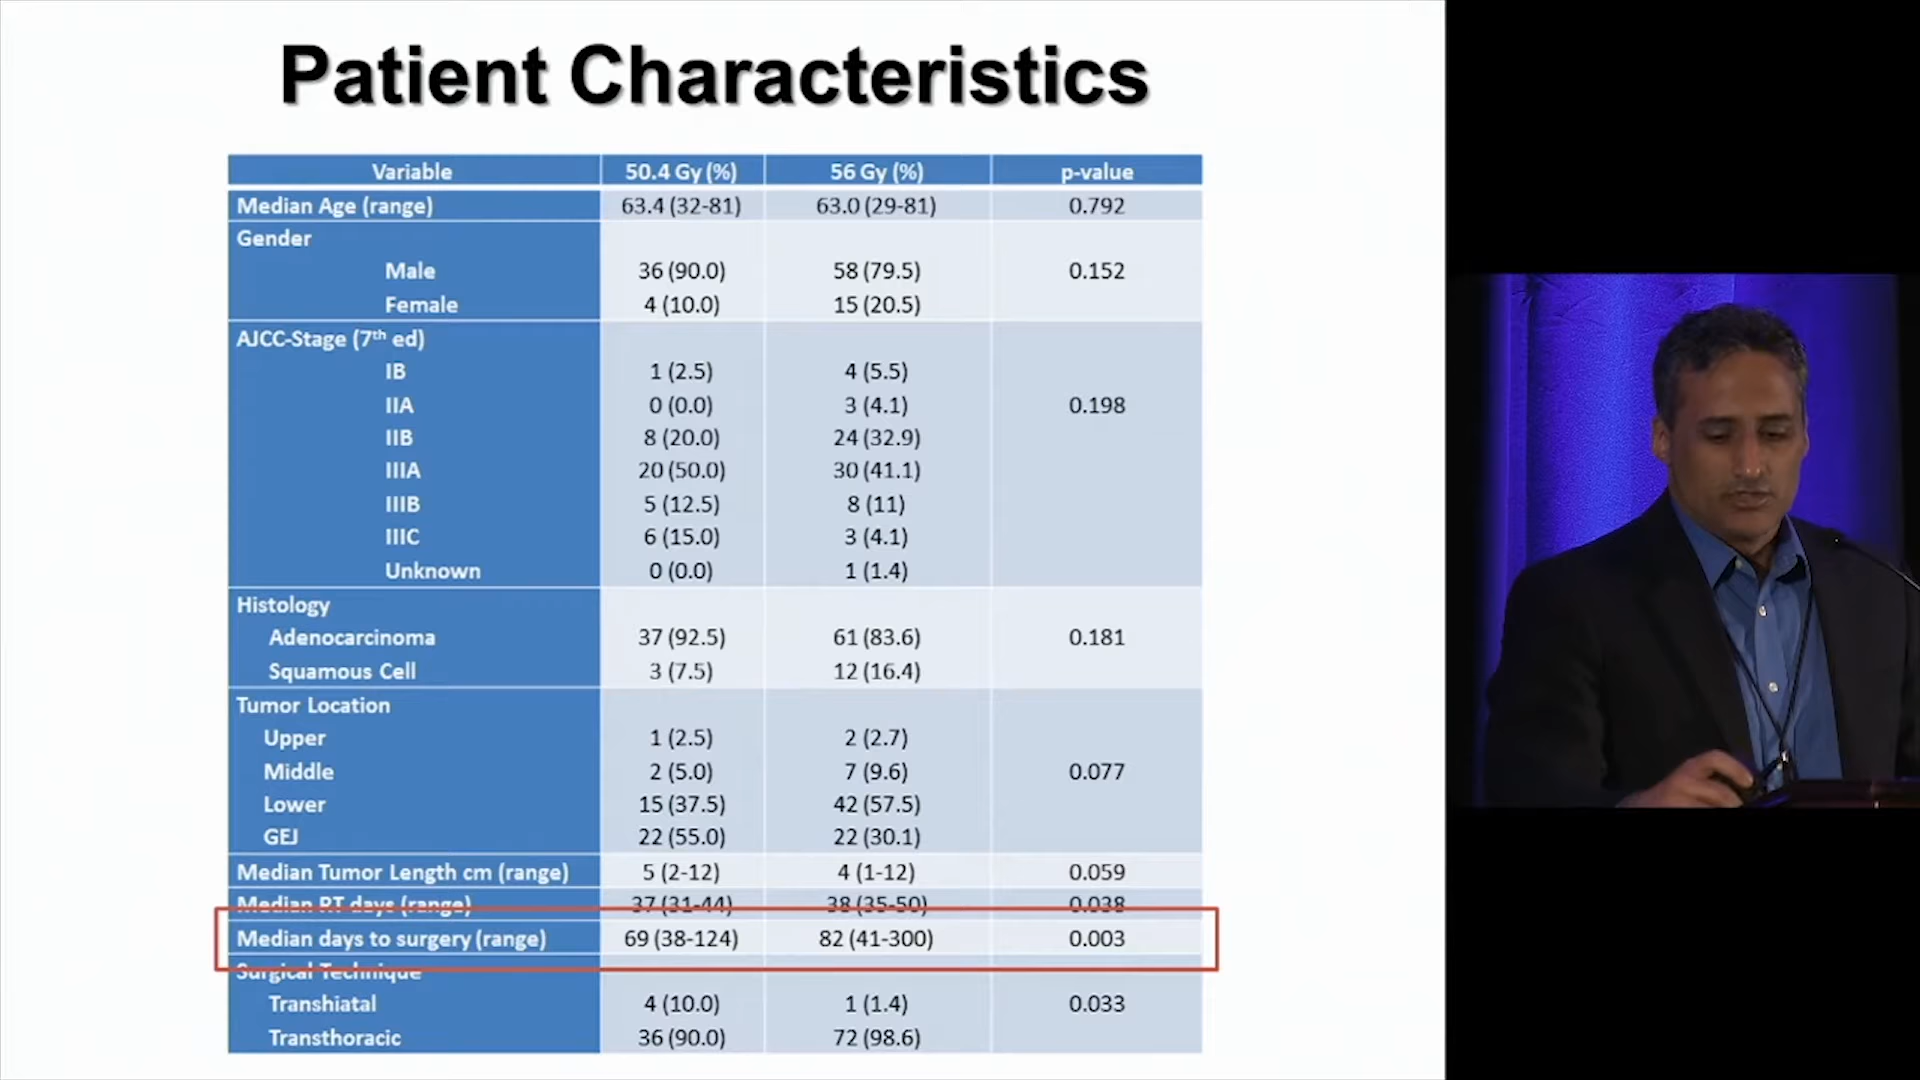 Patient Characteristics
Variable 50.4 Gy (%) 56 Gy (%) p-value
Median Age (range) 63.4 (32-81) 63.0 (29-81) 0.792
Gender
Male 36 (90.0) 58 (79.5) 0.152
Female 4 (10.0) 15 (20.5)
AJCC-Stage (7th ed)
IB 1 (2.5) 4 (5.5)
IIA 0 (0.0) 3 (4.1) 0.198
IIB 8 (20.0) 24 (32.9)
IIIA 20 (50.0) 30 (41.1)
IIIB 5 (12.5) 8 (11)
IIIC 6 (15.0) 3 (4.1)
Unknown 0 (0.0) 1 (1.4)
Histology
Adenocarcinoma 37 (92.5) 61 (83.6) 0.181
Squamous Cell 3 (7.5) 12 (16.4)
Tumor Location
Upper 1 (2.5) 2 (2.7)
Middle 2 (5.0) 7 (9.6) 0.077
Lower 15 (37.5) 42 (57.5)
GEJ 22 (55.0) 22 (30.1)
Median Tumor Length cm (range) 5 (2-12) 4 (1-12) 0.059
Median RT days (range) 37 (31-44) 38 (35-50) 0.038
Median days to surgery (range) 69 (38-124) 82 (41-300) 0.003
Surgical Technique
Transhiatal 4 (10.0) 1 (1.4) 0.033
Transthoracic 36 (90.0) 72 (98.6)